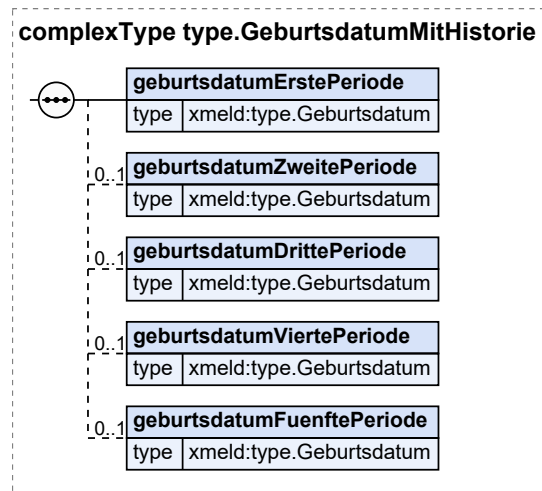 complexType type.GeburtsdatumMitHistorie
geburtsdatumErstePeriode
type xmeld:type.Geburtsdatum
0..1 geburtsdatumZweitePeriode
type xmeld:type.Geburtsdatum
0..1 geburtsdatumDrittePeriode
type xmeld:type.Geburtsdatum
0..1 geburtsdatumViertePeriode
type xmeld:type.Geburtsdatum
0..1 geburtsdatumFuenftePeriode
type xmeld:type.Geburtsdatum